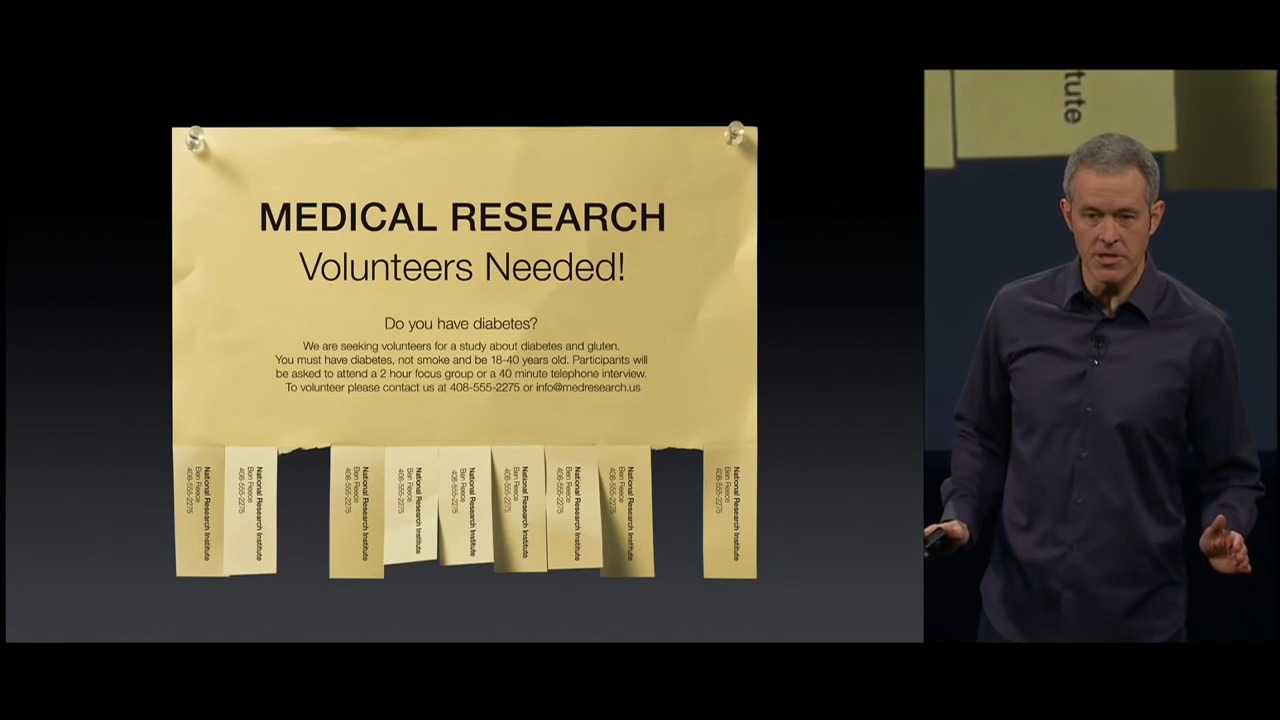 MEDICAL RESEARCH
Volunteers Needed!
Do you have diabetes?
We are seeking volunteers for a study about diabetes and gluten.
You must have diabetes, not smoke and be 18-40 years old. Participants will
be asked to attend a 2 hour focus group or a 40 minute telephone interview.
To volunteer please contact us at 408-555-2275 or info@medresearch.us
National Research Institute
Ben Reece
408-555-2275
National Research Institute
Ben Reece
408-555-2275
National Research Institute
Ben Reece
408-555-2275
National Research Institute
Ben Reece
408-555-2275
National Research Institute
Ben Reece
408-555-2275
National Research Institute
Ben Reece
408-555-2275
National Research Institute
Ben Reece
408-555-2275
National Research Institute
Ben Reece
408-555-2275
National Research Institute
Ben Reece
408-555-2275
tute